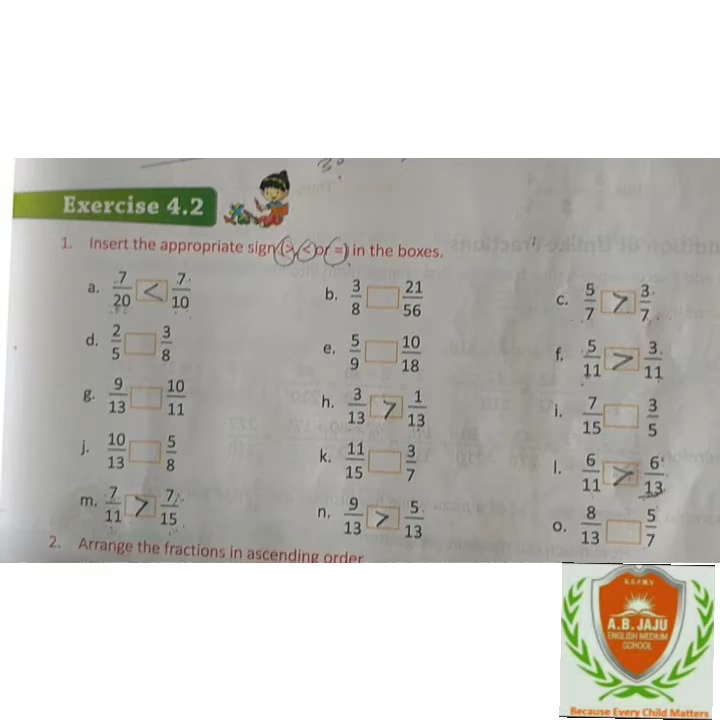 Exercise 4.2
1. Insert the appropriate sign (>, < or =) in the boxes.
a. 7/20 < 7/10 b. 3/8 □ 21/56 c. 5/7 > 3/7
d. 2/5 □ 3/8 e. 5/9 □ 10/18 f. 5/11 > 3/11
g. 9/13 □ 10/11 h. 3/13 > 1/13 i. 7/15 □ 3/5
j. 10/13 □ 5/8 k. 11/15 □ 3/7 l. 6/11 > 6/13
m. 7/11 > 7/15 n. 9/13 > 5/13 o. 8/13 □ 5/7
2. Arrange the fractions in ascending order
A.B. JAJU
ENGLISH MEDIUM
SCHOOL
Because Every Child Matters